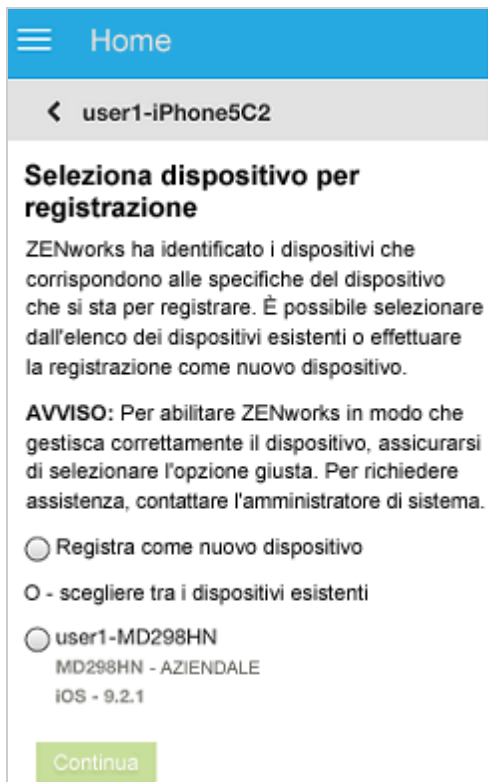 Home
user1-iPhone5C2
Seleziona dispositivo per
registrazione
ZENworks ha identificato i dispositivi che
corrispondono alle specifiche del dispositivo
che si sta per registrare. È possibile selezionare
dall'elenco dei dispositivi esistenti o effettuare
la registrazione come nuovo dispositivo.
AVVISO: Per abilitare ZENworks in modo che
gestisca correttamente il dispositivo, assicurarsi
di selezionare l'opzione giusta. Per richiedere
assistenza, contattare l'amministratore di sistema.
Registra come nuovo dispositivo
O - scegliere tra i dispositivi esistenti
user1-MD298HN
MD298HN - AZIENDALE
iOS - 9.2.1
Continua